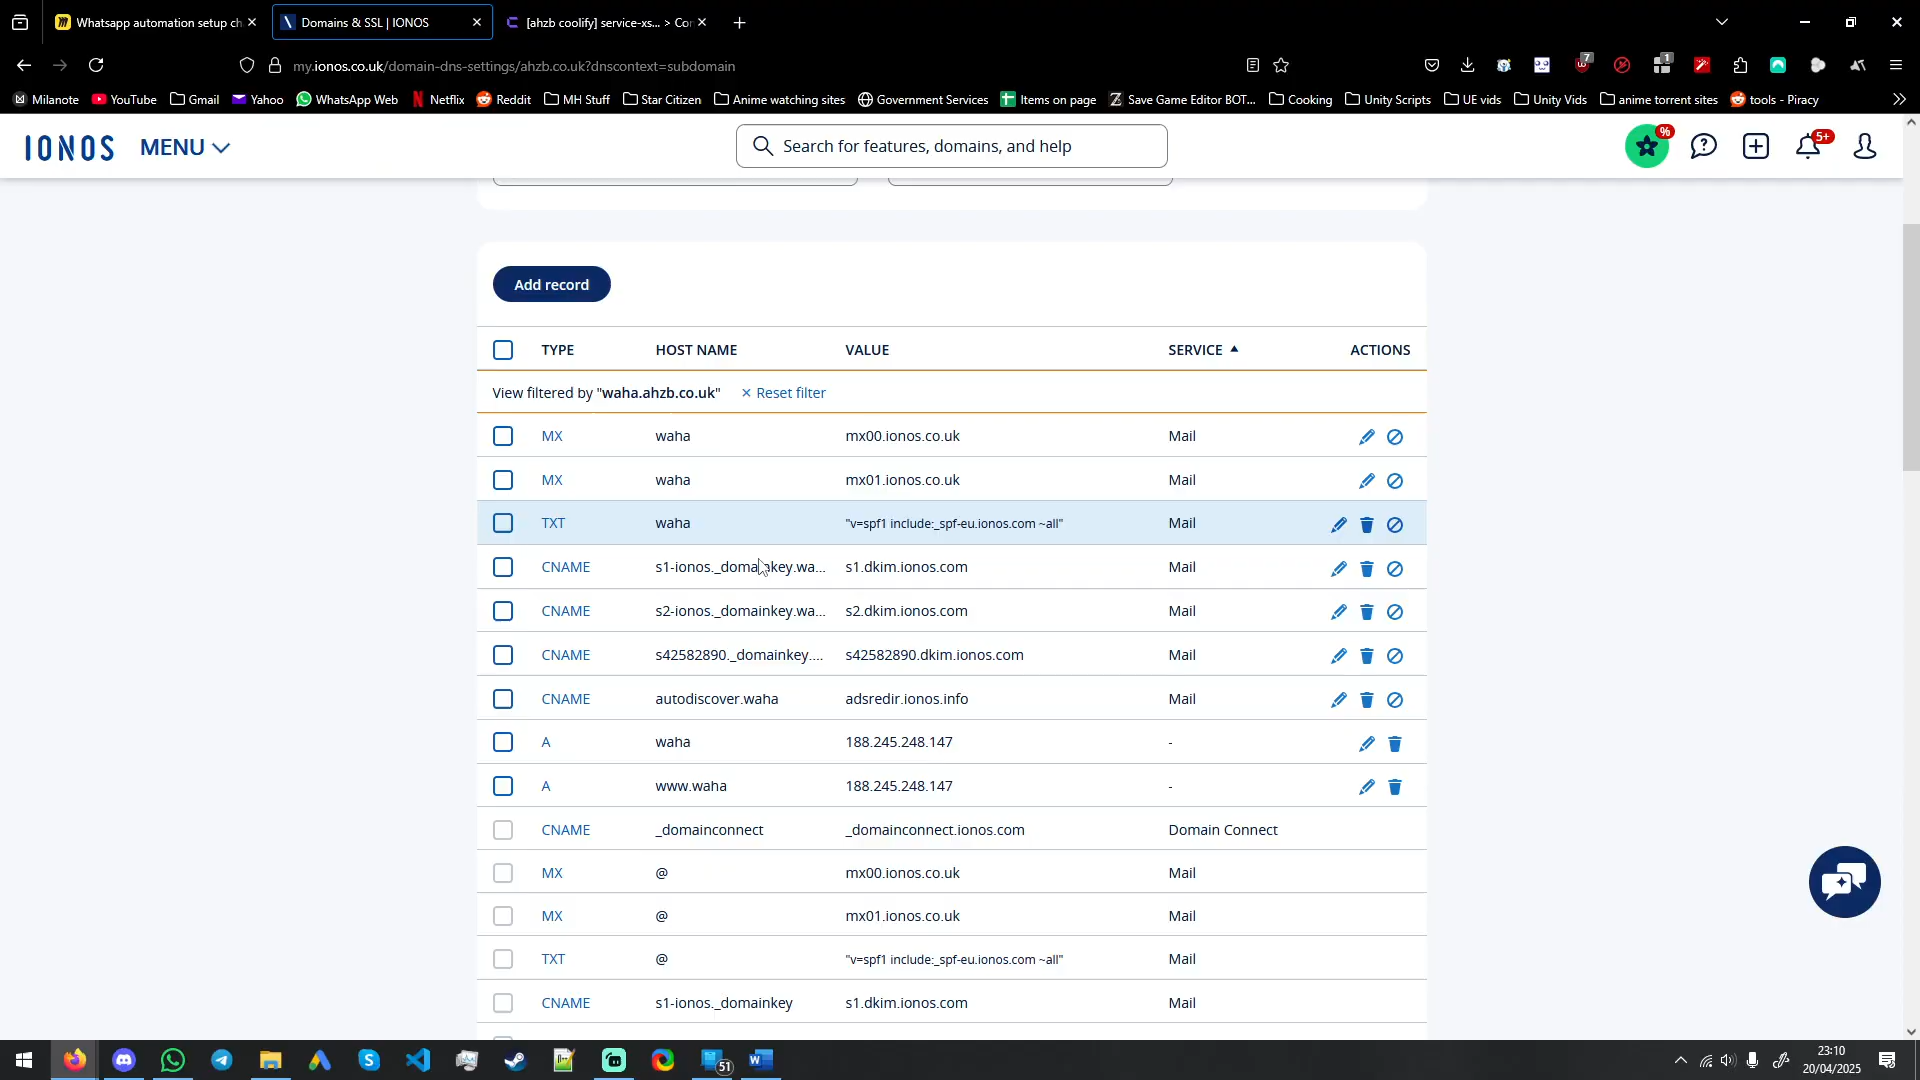 Whatsapp automation setup ch
Domains & SSL | IONOS
[ahzb coolify] service-xs... > Con
my.ionos.co.uk/domain-dns-settings/ahzb.co.uk?dnscontext=subdomain
7
1
Milanote
YouTube
Gmail
Yahoo
WhatsApp Web
Netflix
Reddit
MH Stuff
Star Citizen
Anime watching sites
Government Services
Items on page
Save Game Editor BOT...
Cooking
Unity Scripts
UE vids
Unity Vids
anime torrent sites
tools - Piracy
IONOS
MENU
Search for features, domains, and help
%
5+
Add record
TYPE HOST NAME VALUE SERVICE ACTIONS
View filtered by "waha.ahzb.co.uk" × Reset filter
MX waha mx00.ionos.co.uk Mail
MX waha mx01.ionos.co.uk Mail
TXT waha "v=spf1 include:_spf-eu.ionos.com ~all" Mail
CNAME s1-ionos._domainkey.wa... s1.dkim.ionos.com Mail
CNAME s2-ionos._domainkey.wa... s2.dkim.ionos.com Mail
CNAME s42582890._domainkey.... s42582890.dkim.ionos.com Mail
CNAME autodiscover.waha adsredir.ionos.info Mail
A waha 188.245.248.147 -
A www.waha 188.245.248.147 -
CNAME _domainconnect _domainconnect.ionos.com Domain Connect
MX @ mx00.ionos.co.uk Mail
MX @ mx01.ionos.co.uk Mail
TXT @ "v=spf1 include:_spf-eu.ionos.com ~all" Mail
CNAME s1-ionos._domainkey s1.dkim.ionos.com Mail
51
23:10
20/04/2025